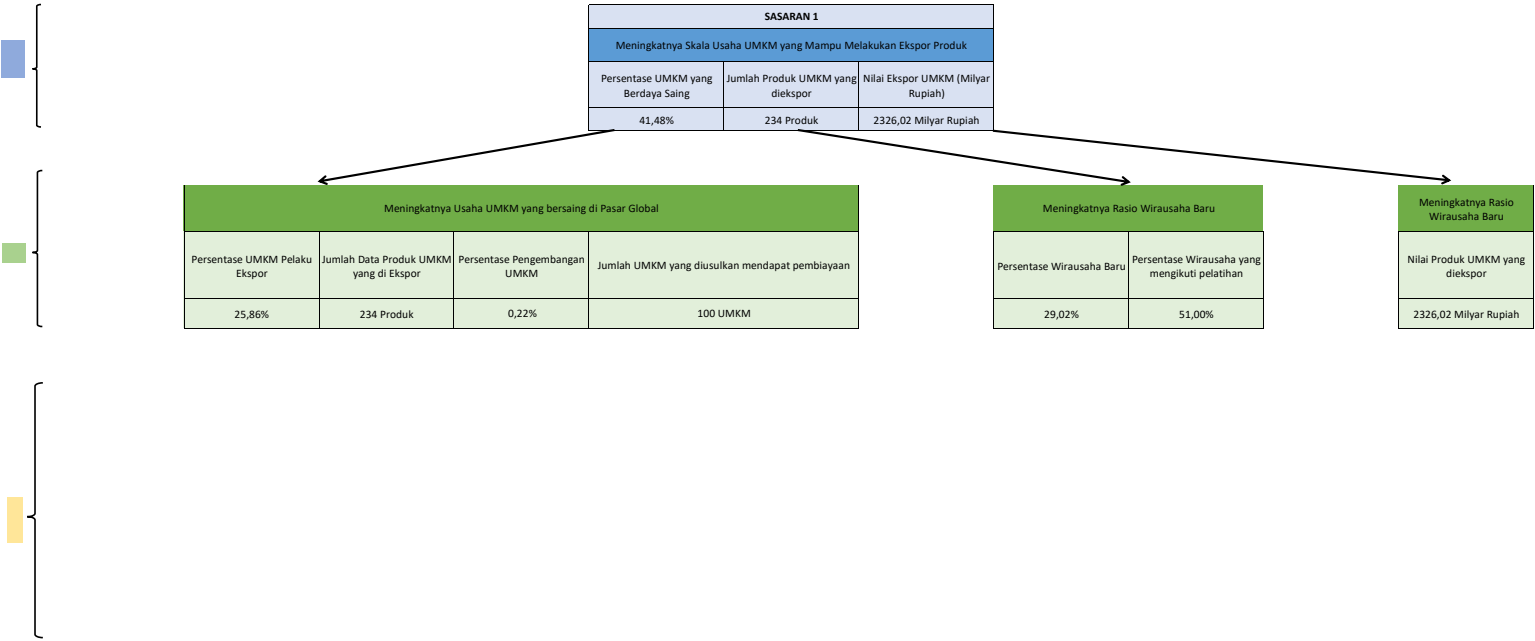 SASARAN 1
Meningkatnya Skala Usaha UMKM yang Mampu Melakukan Ekspor Produk
Persentase UMKM yang
Berdaya Saing
Jumlah Produk UMKM yang
diekspor
Nilai Ekspor UMKM (Milyar
Rupiah)
41,48%
234 Produk
2326,02 Milyar Rupiah
Meningkatnya Usaha UMKM yang bersaing di Pasar Global
Persentase UMKM Pelaku
Ekspor
Jumlah Data Produk UMKM
yang di Ekspor
Persentase Pengembangan
UMKM
Jumlah UMKM yang diusulkan mendapat pembiayaan
25,86%
234 Produk
0,22%
100 UMKM
Meningkatnya Rasio Wirausaha Baru
Persentase Wirausaha Baru
Persentase Wirausaha yang
mengikuti pelatihan
29,02%
51,00%
Meningkatnya Rasio
Wirausaha Baru
Nilai Produk UMKM yang
diekspor
2326,02 Milyar Rupiah